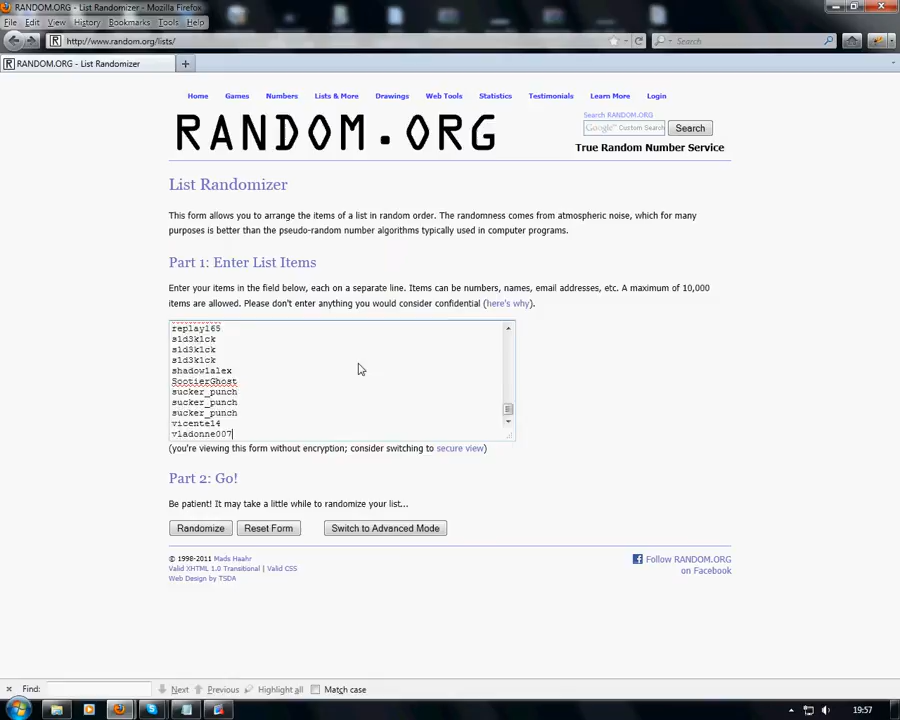 RANDOM.ORG - List Randomizer - Mozilla Firefox
File Edit View History Bookmarks Tools Help
R http://www.random.org/lists/ Search
R RANDOM.ORG - List Randomizer
Home Games Numbers Lists & More Drawings Web Tools Statistics Testimonials Learn More Login
RANDOM.ORG
Search RANDOM.ORG
Google™ Custom Search Search
True Random Number Service
List Randomizer
This form allows you to arrange the items of a list in random order. The randomness comes from atmospheric noise, which for many
purposes is better than the pseudo-random number algorithms typically used in computer programs.
Part 1: Enter List Items
Enter your items in the field below, each on a separate line. Items can be numbers, names, email addresses, etc. A maximum of 10,000
items are allowed. Please don't enter anything you would consider confidential (here's why).
replay165
s1d3k1ck
s1d3k1ck
s1d3k1ck
shadow1alex
SootierGhost
sucker_punch
sucker_punch
sucker_punch
vicente14
vladonne007
(you're viewing this form without encryption; consider switching to secure view)
Part 2: Go!
Be patient! It may take a little while to randomize your list...
Randomize Reset Form Switch to Advanced Mode
© 1998-2011 Mads Haahr
Valid XHTML 1.0 Transitional | Valid CSS
Web Design by TSDA
Follow RANDOM.ORG
on Facebook
Find: Next Previous Highlight all Match case
19:57